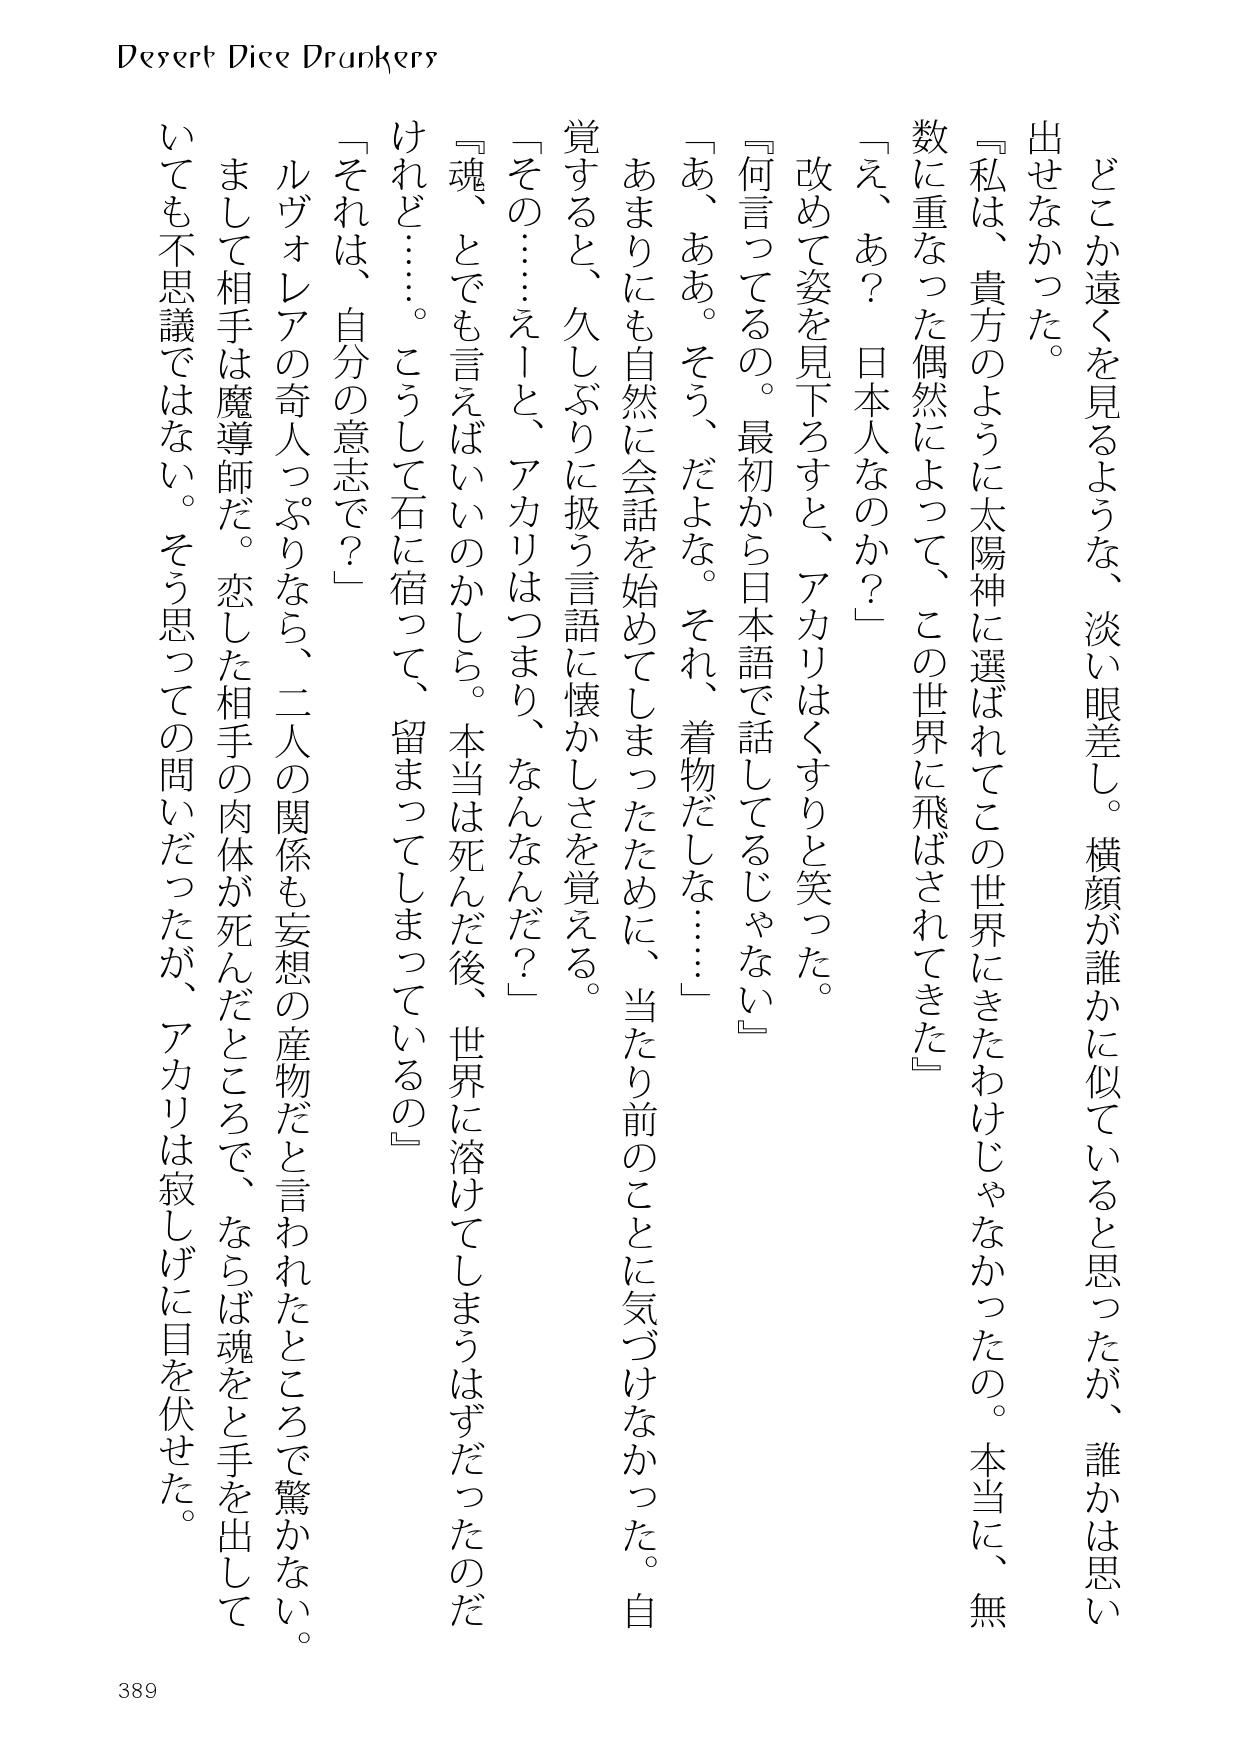 Desert Dice Drunkers
　どこか遠くを見るような、淡い眼差し。横顔が誰かに似ていると思ったが、誰かは思い
出せなかった。
『私は、貴方のように太陽神に選ばれてこの世界にきたわけじゃなかったの。本当に、無
数に重なった偶然によって、この世界に飛ばされてきた』
「え、あ？　日本人なのか？」
　改めて姿を見下ろすと、アカリはくすりと笑った。
『何言ってるの。最初から日本語で話してるじゃない』
「あ、ああ。そう、だよな。それ、着物だしな……」
　あまりにも自然に会話を始めてしまったために、当たり前のことに気づけなかった。自
覚すると、久しぶりに扱う言語に懐かしさを覚える。
「その……えーと、アカリはつまり、なんなんだ？」
『魂、とでも言えばいいのかしら。本当は死んだ後、世界に溶けてしまうはずだったのだ
けれど……。こうして石に宿って、留まってしまっているの』
「それは、自分の意志で？」
　ルヴォレアの奇人っぷりなら、二人の関係も妄想の産物だと言われたところで驚かない。
　まして相手は魔導師だ。恋した相手の肉体が死んだところで、ならば魂をと手を出して
いても不思議ではない。そう思っての問いだったが、アカリは寂しげに目を伏せた。
389